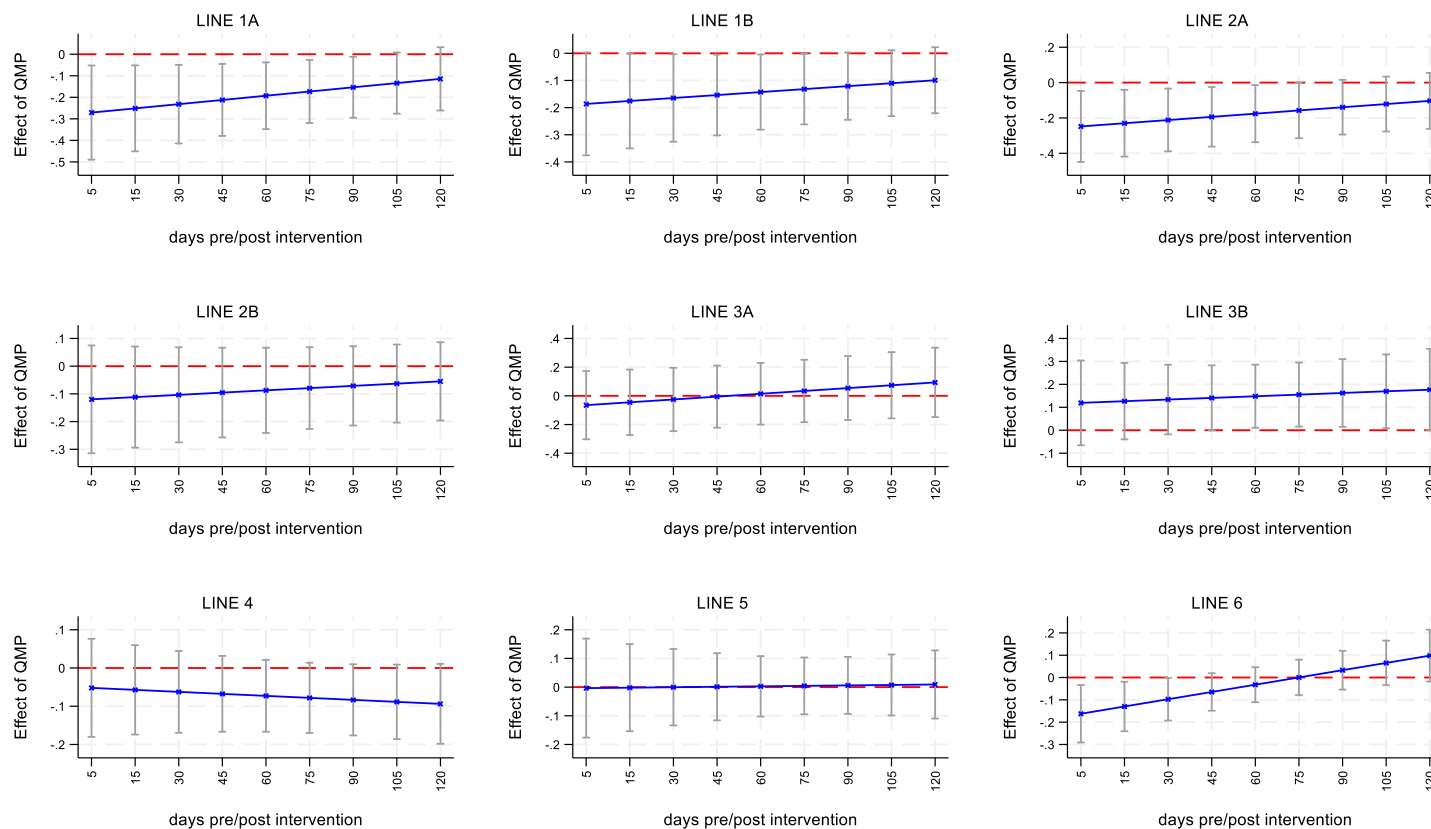 LINE 1A
Effect of QMP
0
-.1
-.2
-.3
-.4
-.5
5 15 30 45 60 75 90 105 120
days pre/post intervention
LINE 1B
Effect of QMP
0
-.1
-.2
-.3
-.4
5 15 30 45 60 75 90 105 120
days pre/post intervention
LINE 2A
Effect of QMP
.2
0
-.2
-.4
5 15 30 45 60 75 90 105 120
days pre/post intervention
LINE 2B
Effect of QMP
.1
0
-.1
-.2
-.3
5 15 30 45 60 75 90 105 120
days pre/post intervention
LINE 3A
Effect of QMP
.4
.2
0
-.2
-.4
5 15 30 45 60 75 90 105 120
days pre/post intervention
LINE 3B
Effect of QMP
.4
.3
.2
.1
0
-.1
5 15 30 45 60 75 90 105 120
days pre/post intervention
LINE 4
Effect of QMP
.1
0
-.1
-.2
5 15 30 45 60 75 90 105 120
days pre/post intervention
LINE 5
Effect of QMP
.2
.1
0
-.1
-.2
5 15 30 45 60 75 90 105 120
days pre/post intervention
LINE 6
Effect of QMP
.2
.1
0
-.1
-.2
-.3
5 15 30 45 60 75 90 105 120
days pre/post intervention